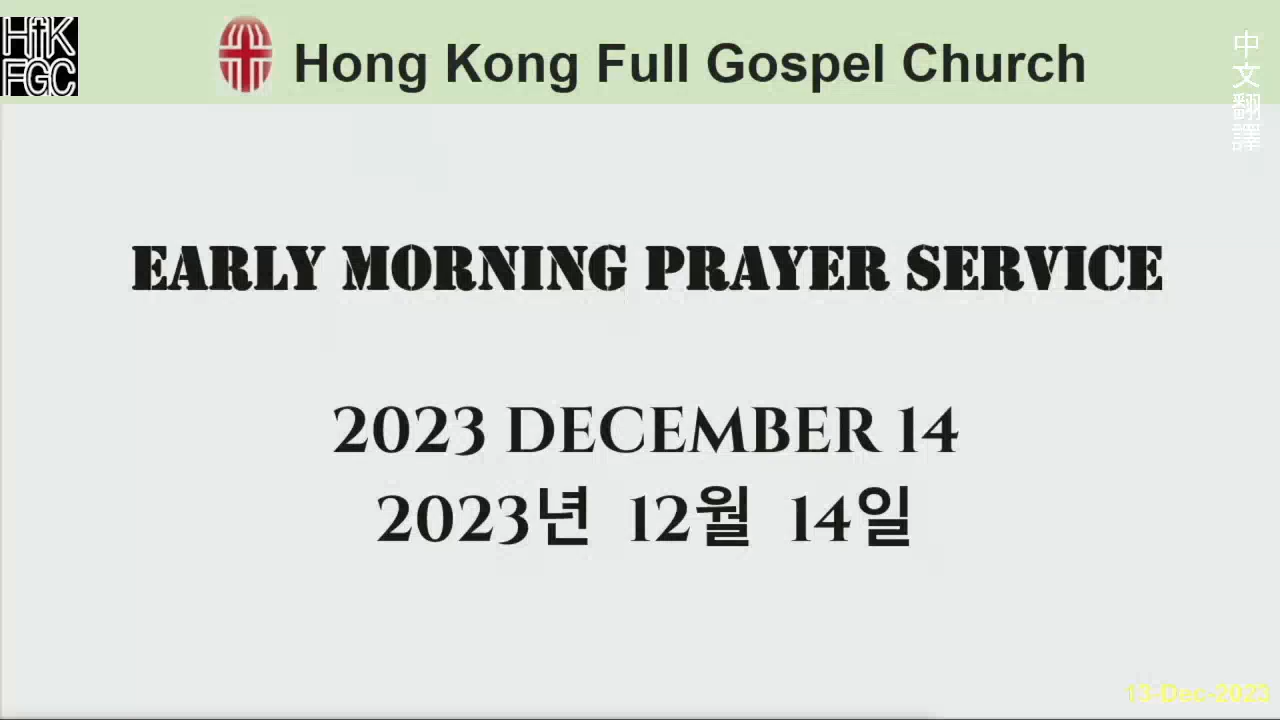 HK
FGC
Hong Kong Full Gospel Church
中文翻譯
EARLY MORNING PRAYER SERVICE
2023 DECEMBER 14
2023년 12월 14일
13-Dec-2023